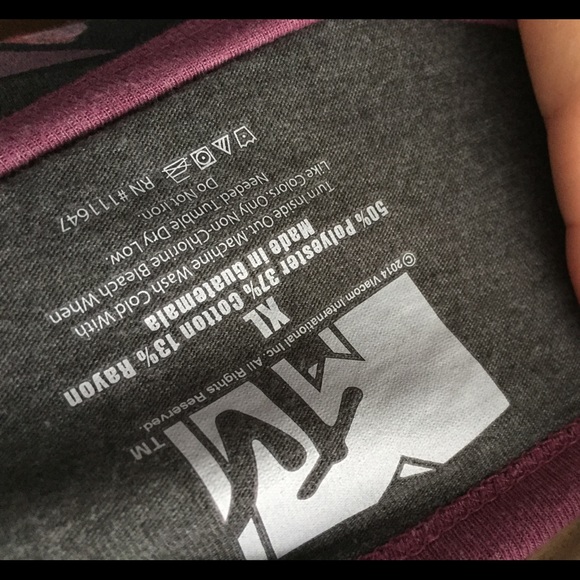 MTV
TM
© 2014 Viacom International Inc. All Rights Reserved.
XL
50% Polyester 37% Cotton 13% Rayon
Made in Guatemala
Turn Inside Out. Machine Wash Cold With
Like Colors. Only Non-Chlorine Bleach When
Needed. Tumble Dry Low.
Do Not Iron.
RN #111647